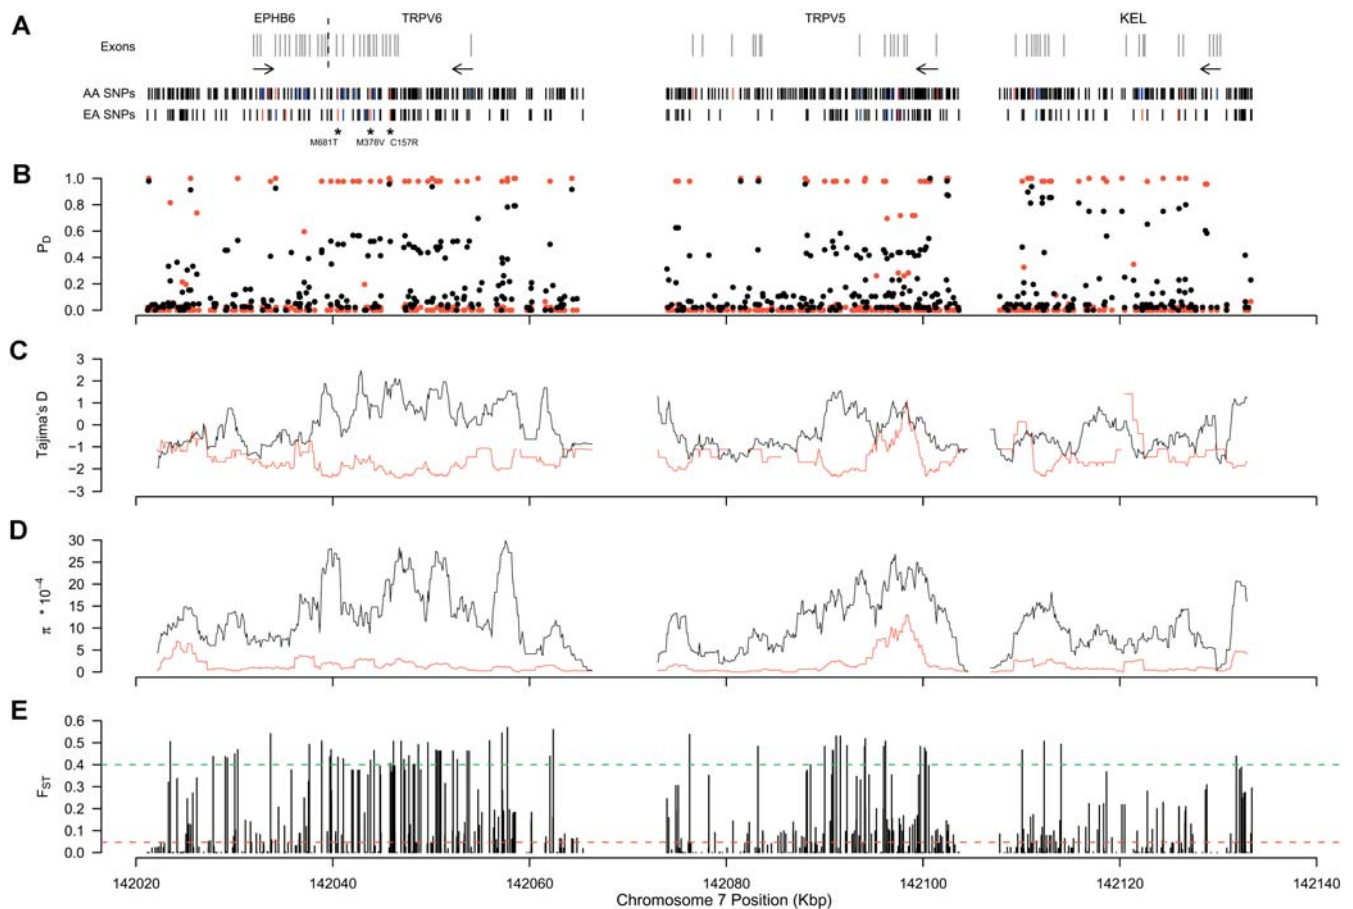 A
EPHB6 TRPV6 TRPV5 KEL
Exons
AA SNPs
EA SNPs
* * *
M681T M378V C157R
B
P_D
1.0
0.8
0.6
0.4
0.2
0.0
C
Tajima's D
3
2
1
0
−1
−2
−3
D
π * 10^-4
30
25
20
15
10
5
0
E
F_ST
0.6
0.5
0.4
0.3
0.2
0.1
0.0
142020 142040 142060 142080 142100 142120 142140
Chromosome 7 Position (Kbp)